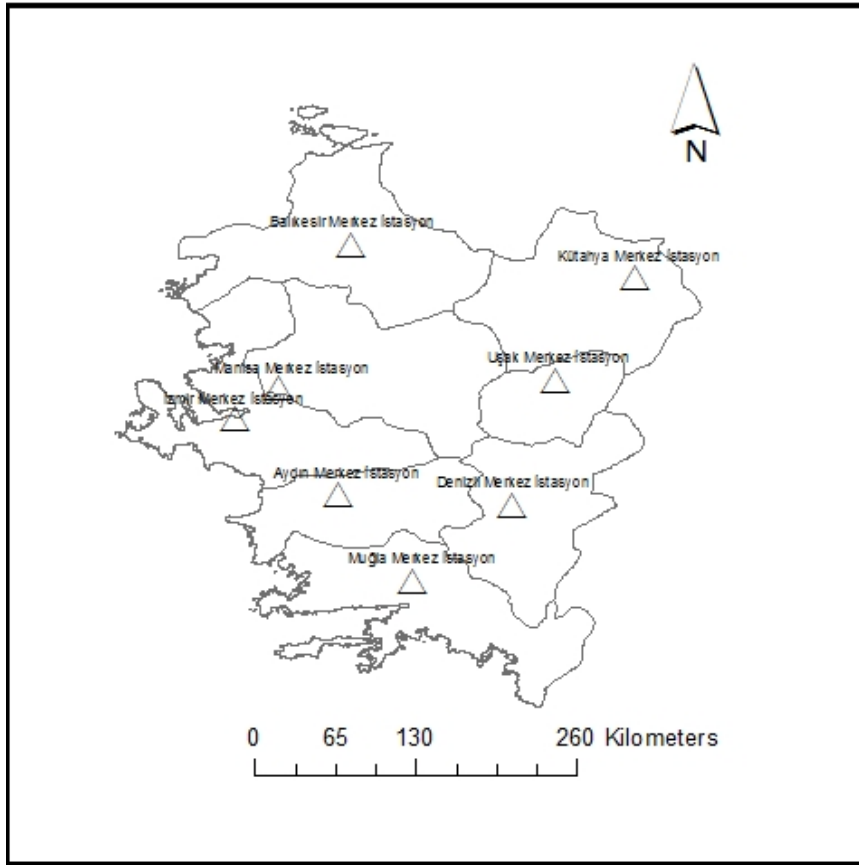 N
Balıkesir Merkez İstasyon
Kütahya Merkez İstasyon
Uşak Merkez İstasyon
Manisa Merkez İstasyon
İzmir Merkez İstasyon
Aydın Merkez İstasyon
Denizli Merkez İstasyon
Muğla Merkez İstasyon
0 65 130 260 Kilometers